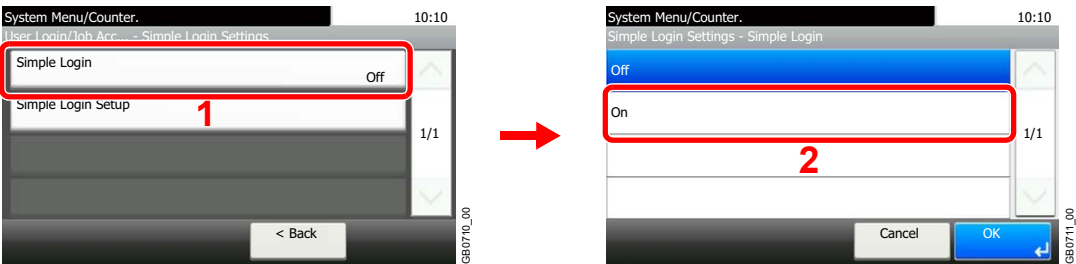 System Menu/Counter.
10:10
User Login/Job Acc... - Simple Login Settings
Simple Login
Off
Simple Login Setup
1
1/1
< Back
GB0710_00
System Menu/Counter.
10:10
Simple Login Settings - Simple Login
Off
On
1/1
2
Cancel
OK
GB0711_00